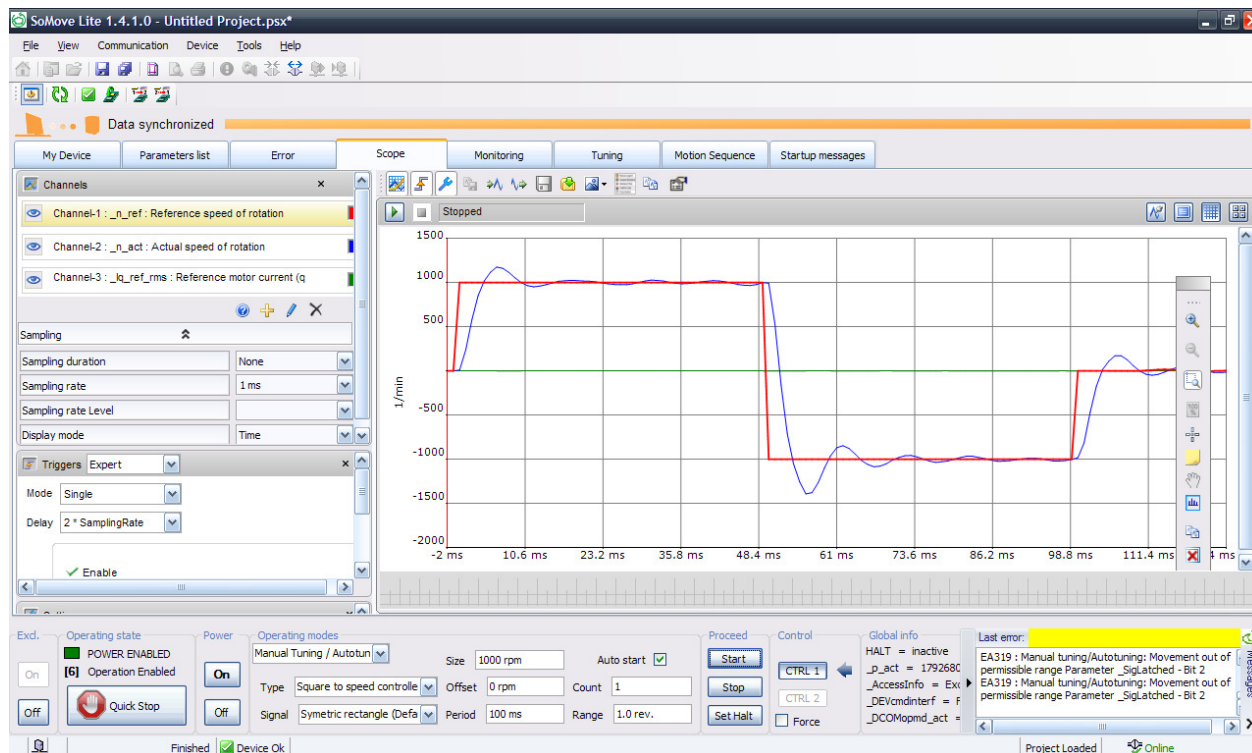 SoMove Lite 1.4.1.0 - Untitled Project.psx*
File View Communication Device Tools Help
Data synchronized
My Device Parameters list Error Scope Monitoring Tuning Motion Sequence Startup messages
Channels
Channel-1 : _n_ref : Reference speed of rotation
Channel-2 : _n_act : Actual speed of rotation
Channel-3 : _Iq_ref_rms : Reference motor current (q
Sampling
Sampling duration None
Sampling rate 1 ms
Sampling rate Level
Display mode Time
Triggers Expert
Mode Single
Delay 2 * SamplingRate
Enable
Stopped
1500
1000
500
0
-500
-1000
-1500
-2000
1/min
-2 ms 10.6 ms 23.2 ms 35.8 ms 48.4 ms 61 ms 73.6 ms 86.2 ms 98.8 ms 111.4 ms 4 ms
Excl. Operating state Power Operating modes Proceed Control Global info Last error:
On
Off
POWER ENABLED
[6] Operation Enabled
Quick Stop
On
Off
Manual Tuning / Autotun
Size 1000 rpm Auto start
Type Square to speed controlle Offset 0 rpm Count 1
Signal Symetric rectangle (Defa Period 100 ms Range 1.0 rev.
Start
Stop
Set Halt
CTRL 1
CTRL 2
Force
HALT = inactive
_p_act = 1792680
_AccessInfo = Exc
_DEVcmdinterf = F
_DCOMopmd_act =
EA319 : Manual tuning/Autotuning: Movement out of
permissible range Parameter _SigLatched - Bit 2
EA319 : Manual tuning/Autotuning: Movement out of
permissible range Parameter _SigLatched - Bit 2
Finished Device Ok Project Loaded Online